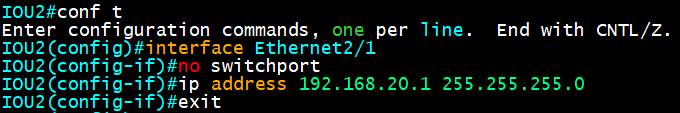 IOU2#conf t
Enter configuration commands, one per line.  End with CNTL/Z.
IOU2(config)#interface Ethernet2/1
IOU2(config-if)#no switchport
IOU2(config-if)#ip address 192.168.20.1 255.255.255.0
IOU2(config-if)#exit